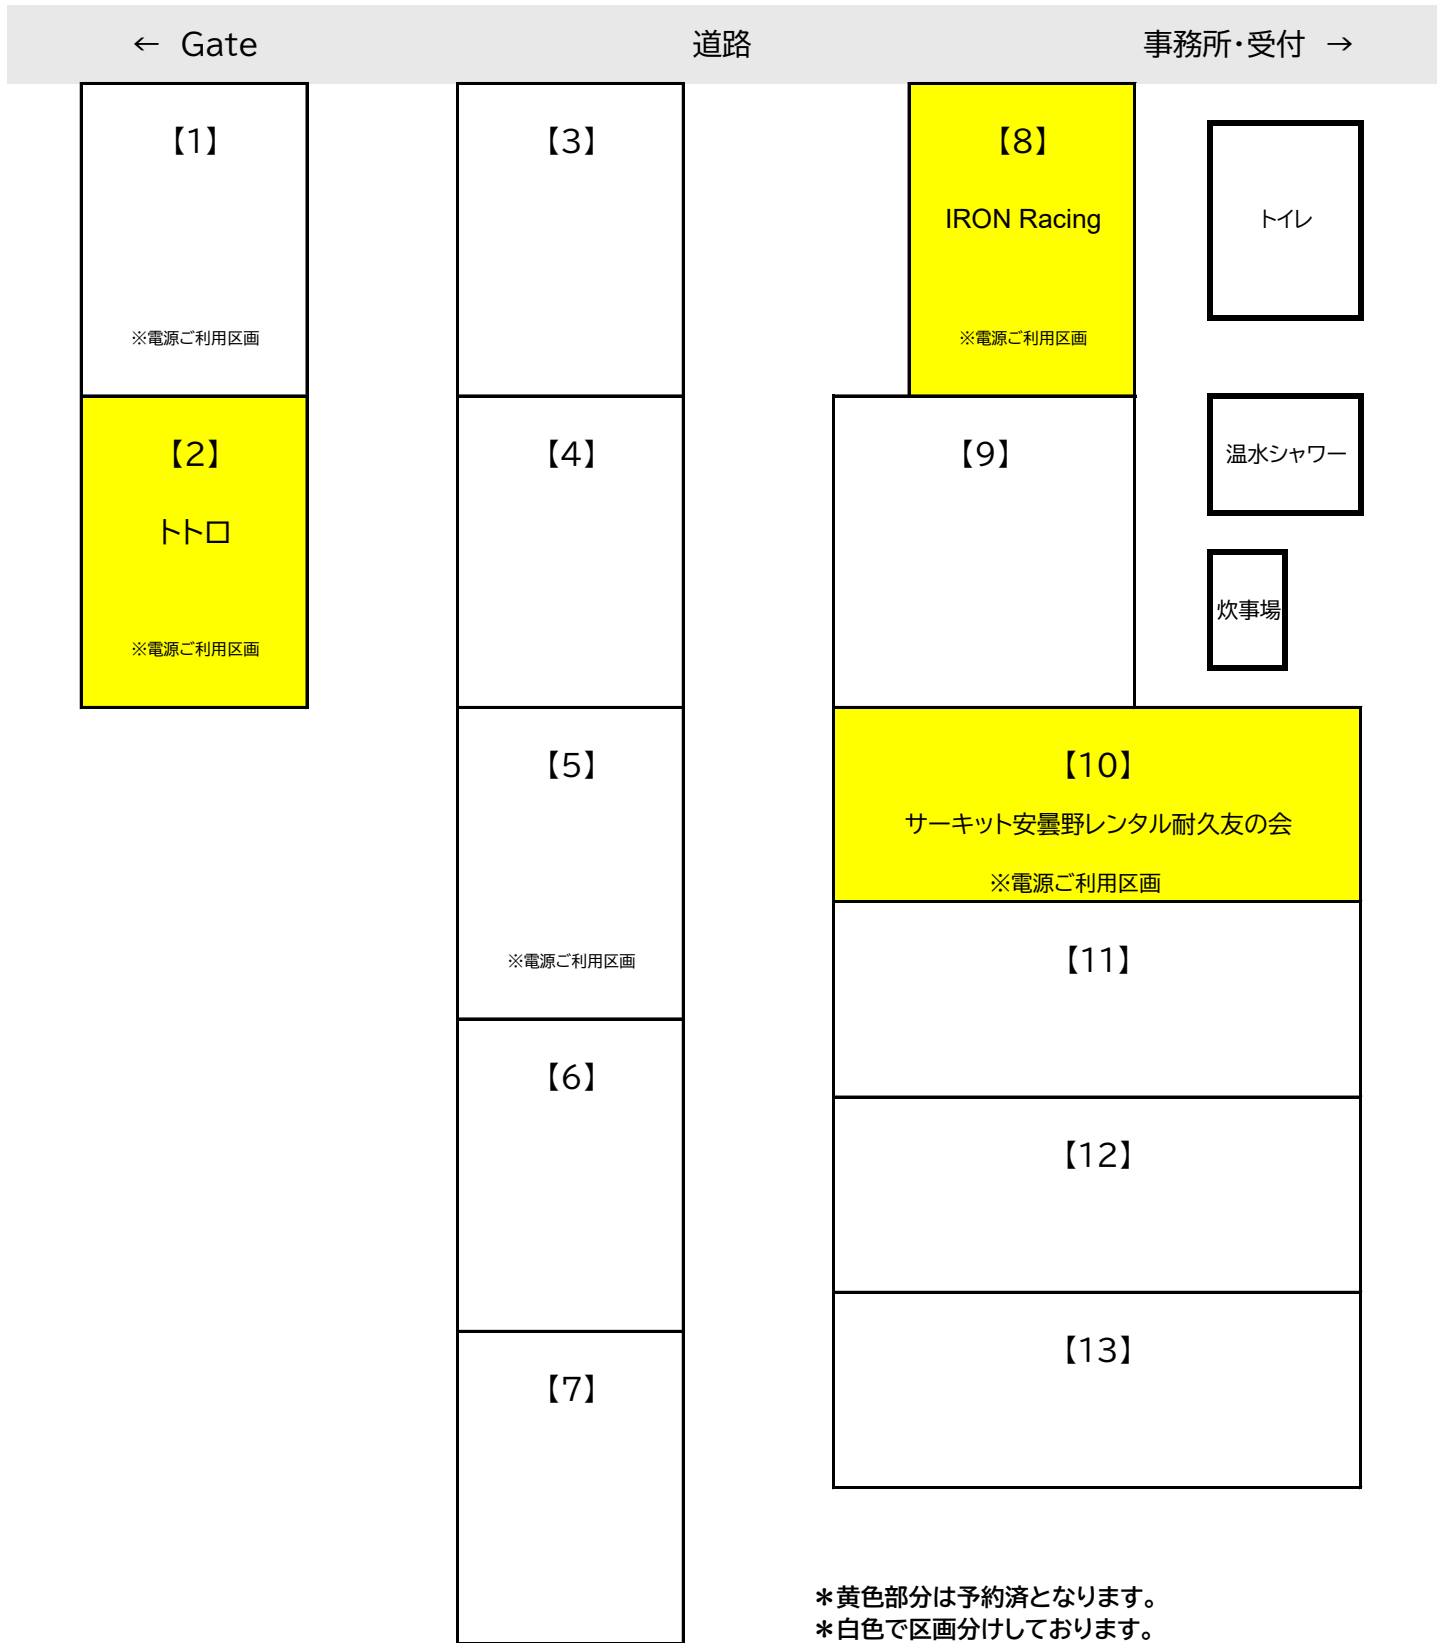 ← Gate 道路 事務所・受付 →
【1】
※電源ご利用区画
【2】
トトロ
※電源ご利用区画
【3】
【4】
【5】
※電源ご利用区画
【6】
【7】
【8】
IRON Racing
※電源ご利用区画
【9】
トイレ
温水シャワー
炊事場
【10】
サーキット安曇野レンタル耐久友の会
※電源ご利用区画
【11】
【12】
【13】
＊黄色部分は予約済となります。
＊白色で区画分けしております。